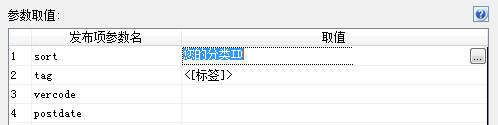 参数取值:
发布项参数名 取值
1 sort 您的分类ID ...
2 tag <[标签]>
3 vercode
4 postdate